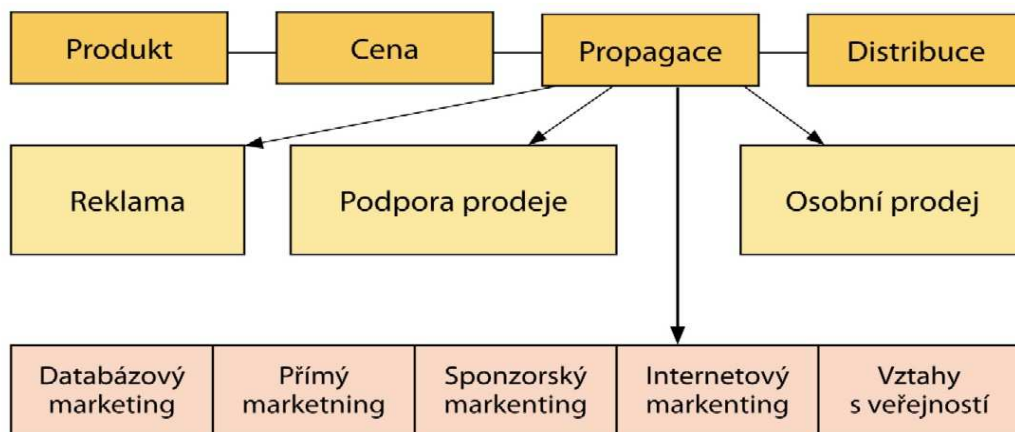 Produkt
Cena
Propagace
Distribuce
Reklama
Podpora prodeje
Osobní prodej
Databázový
marketing
Přímý
marketning
Sponzorský
markenting
Internetový
markenting
Vztahy
s veřejností